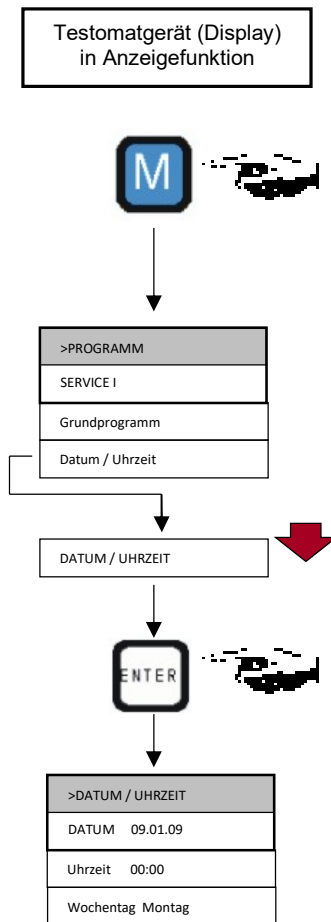 Testomatgerät (Display)
in Anzeigefunktion
M
>PROGRAMM
SERVICE I
Grundprogramm
Datum / Uhrzeit
DATUM / UHRZEIT
ENTER
>DATUM / UHRZEIT
DATUM 09.01.09
Uhrzeit 00:00
Wochentag Montag